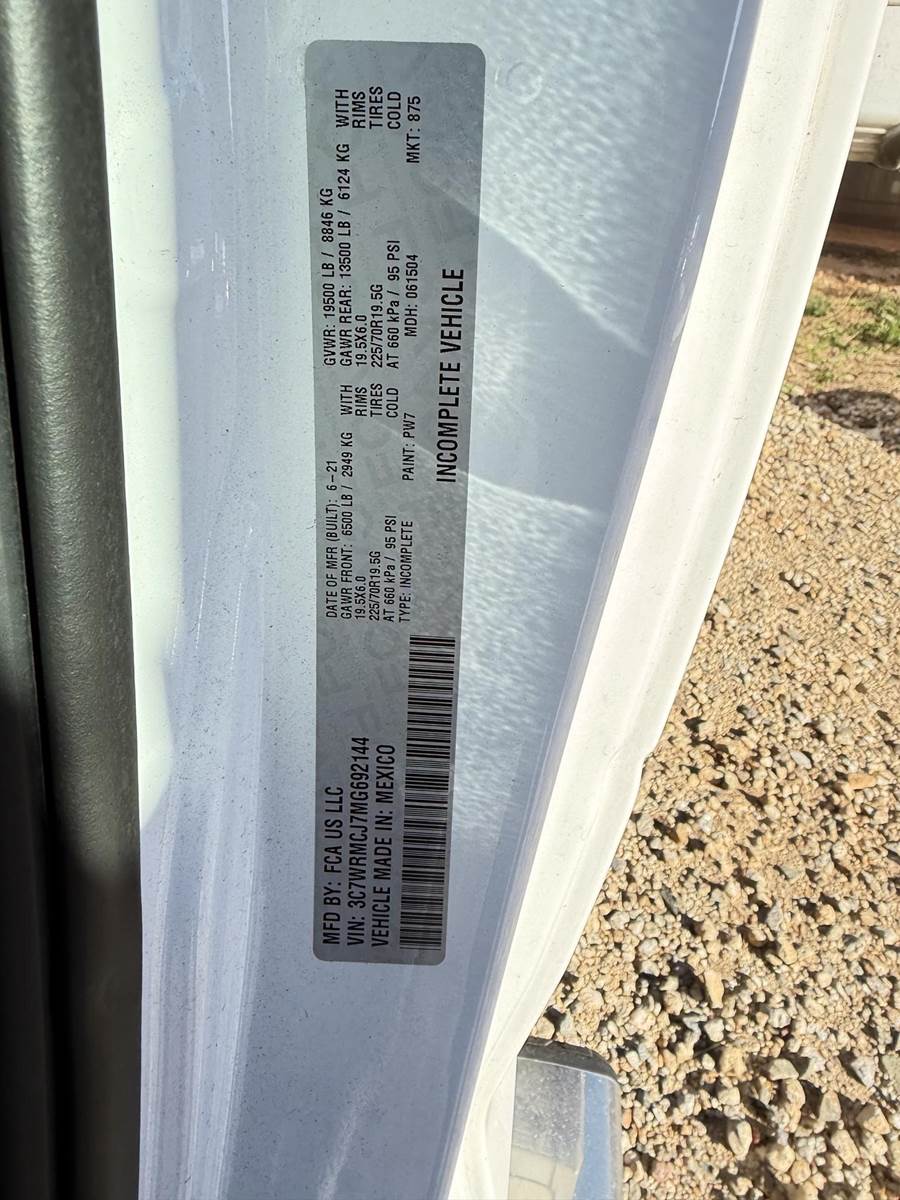 MFD BY: FCA US LLC
VIN: 3C7WRMCJ7MG692144
VEHICLE MADE IN: MEXICO
DATE OF MFR (BUILT): 6-21
GAWR FRONT: 6500 LB / 2949 KG WITH
19.5X6.0 RIMS
225/70R19.5G TIRES
AT 660 kPa / 95 PSI COLD
TYPE: INCOMPLETE PAINT: PW7
GVWR: 19500 LB / 8846 KG
GAWR REAR: 13500 LB / 6124 KG WITH
19.5X6.0 RIMS
225/70R19.5G TIRES
AT 660 kPa / 95 PSI COLD
MDH: 061504 MKT: 875
INCOMPLETE VEHICLE